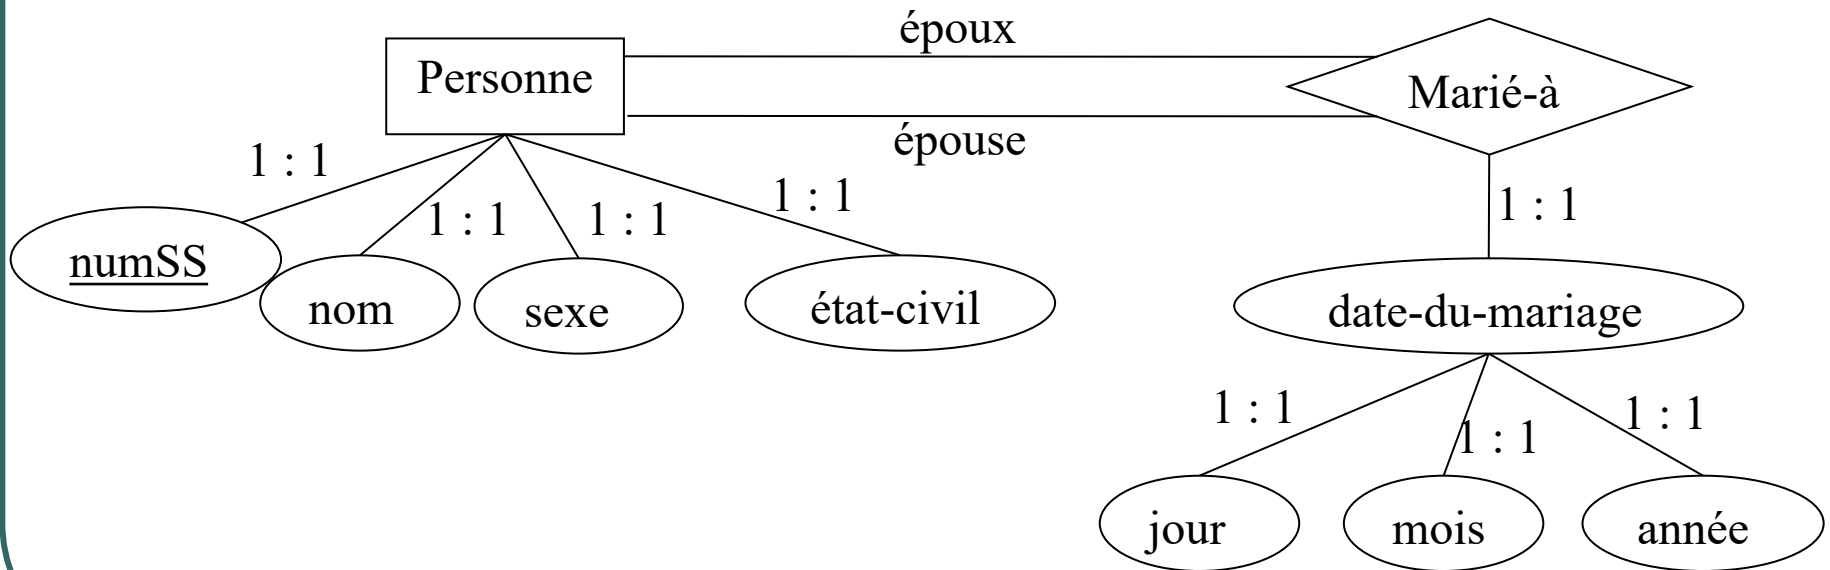 époux
Personne
Marié-à
épouse
1 : 1
1 : 1
1 : 1
1 : 1
1 : 1
numSS
nom
sexe
état-civil
date-du-mariage
1 : 1
1 : 1
1 : 1
jour
mois
année